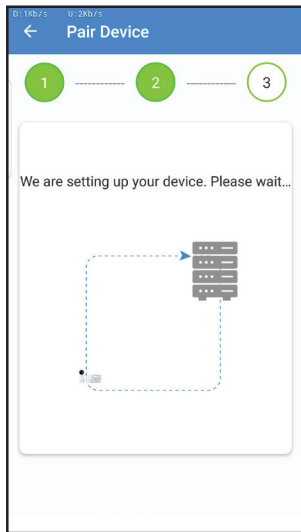 D:1Kb/s U:2Kb/s
Pair Device
1 2 3
We are setting up your device. Please wait...